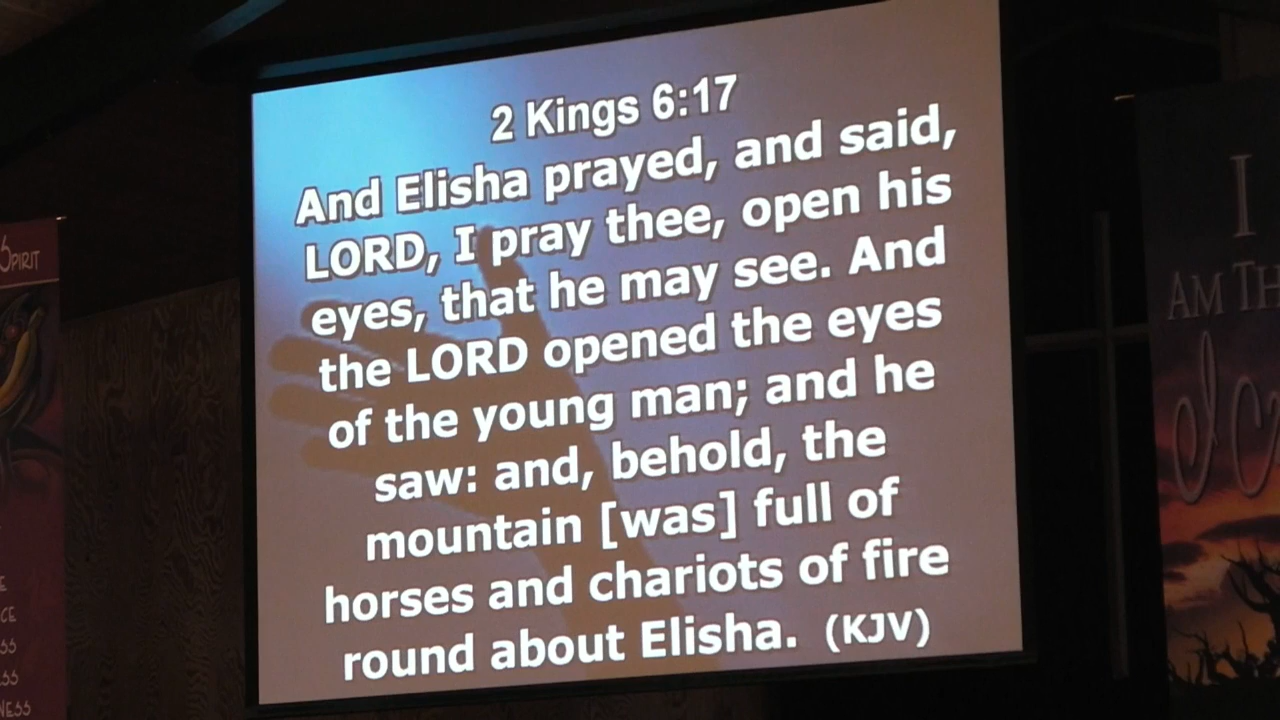 2 Kings 6:17
And Elisha prayed, and said,
LORD, I pray thee, open his
eyes, that he may see. And
the LORD opened the eyes
of the young man; and he
saw: and, behold, the
mountain [was] full of
horses and chariots of fire
round about Elisha. (KJV)
SPIRIT
I
AM TH